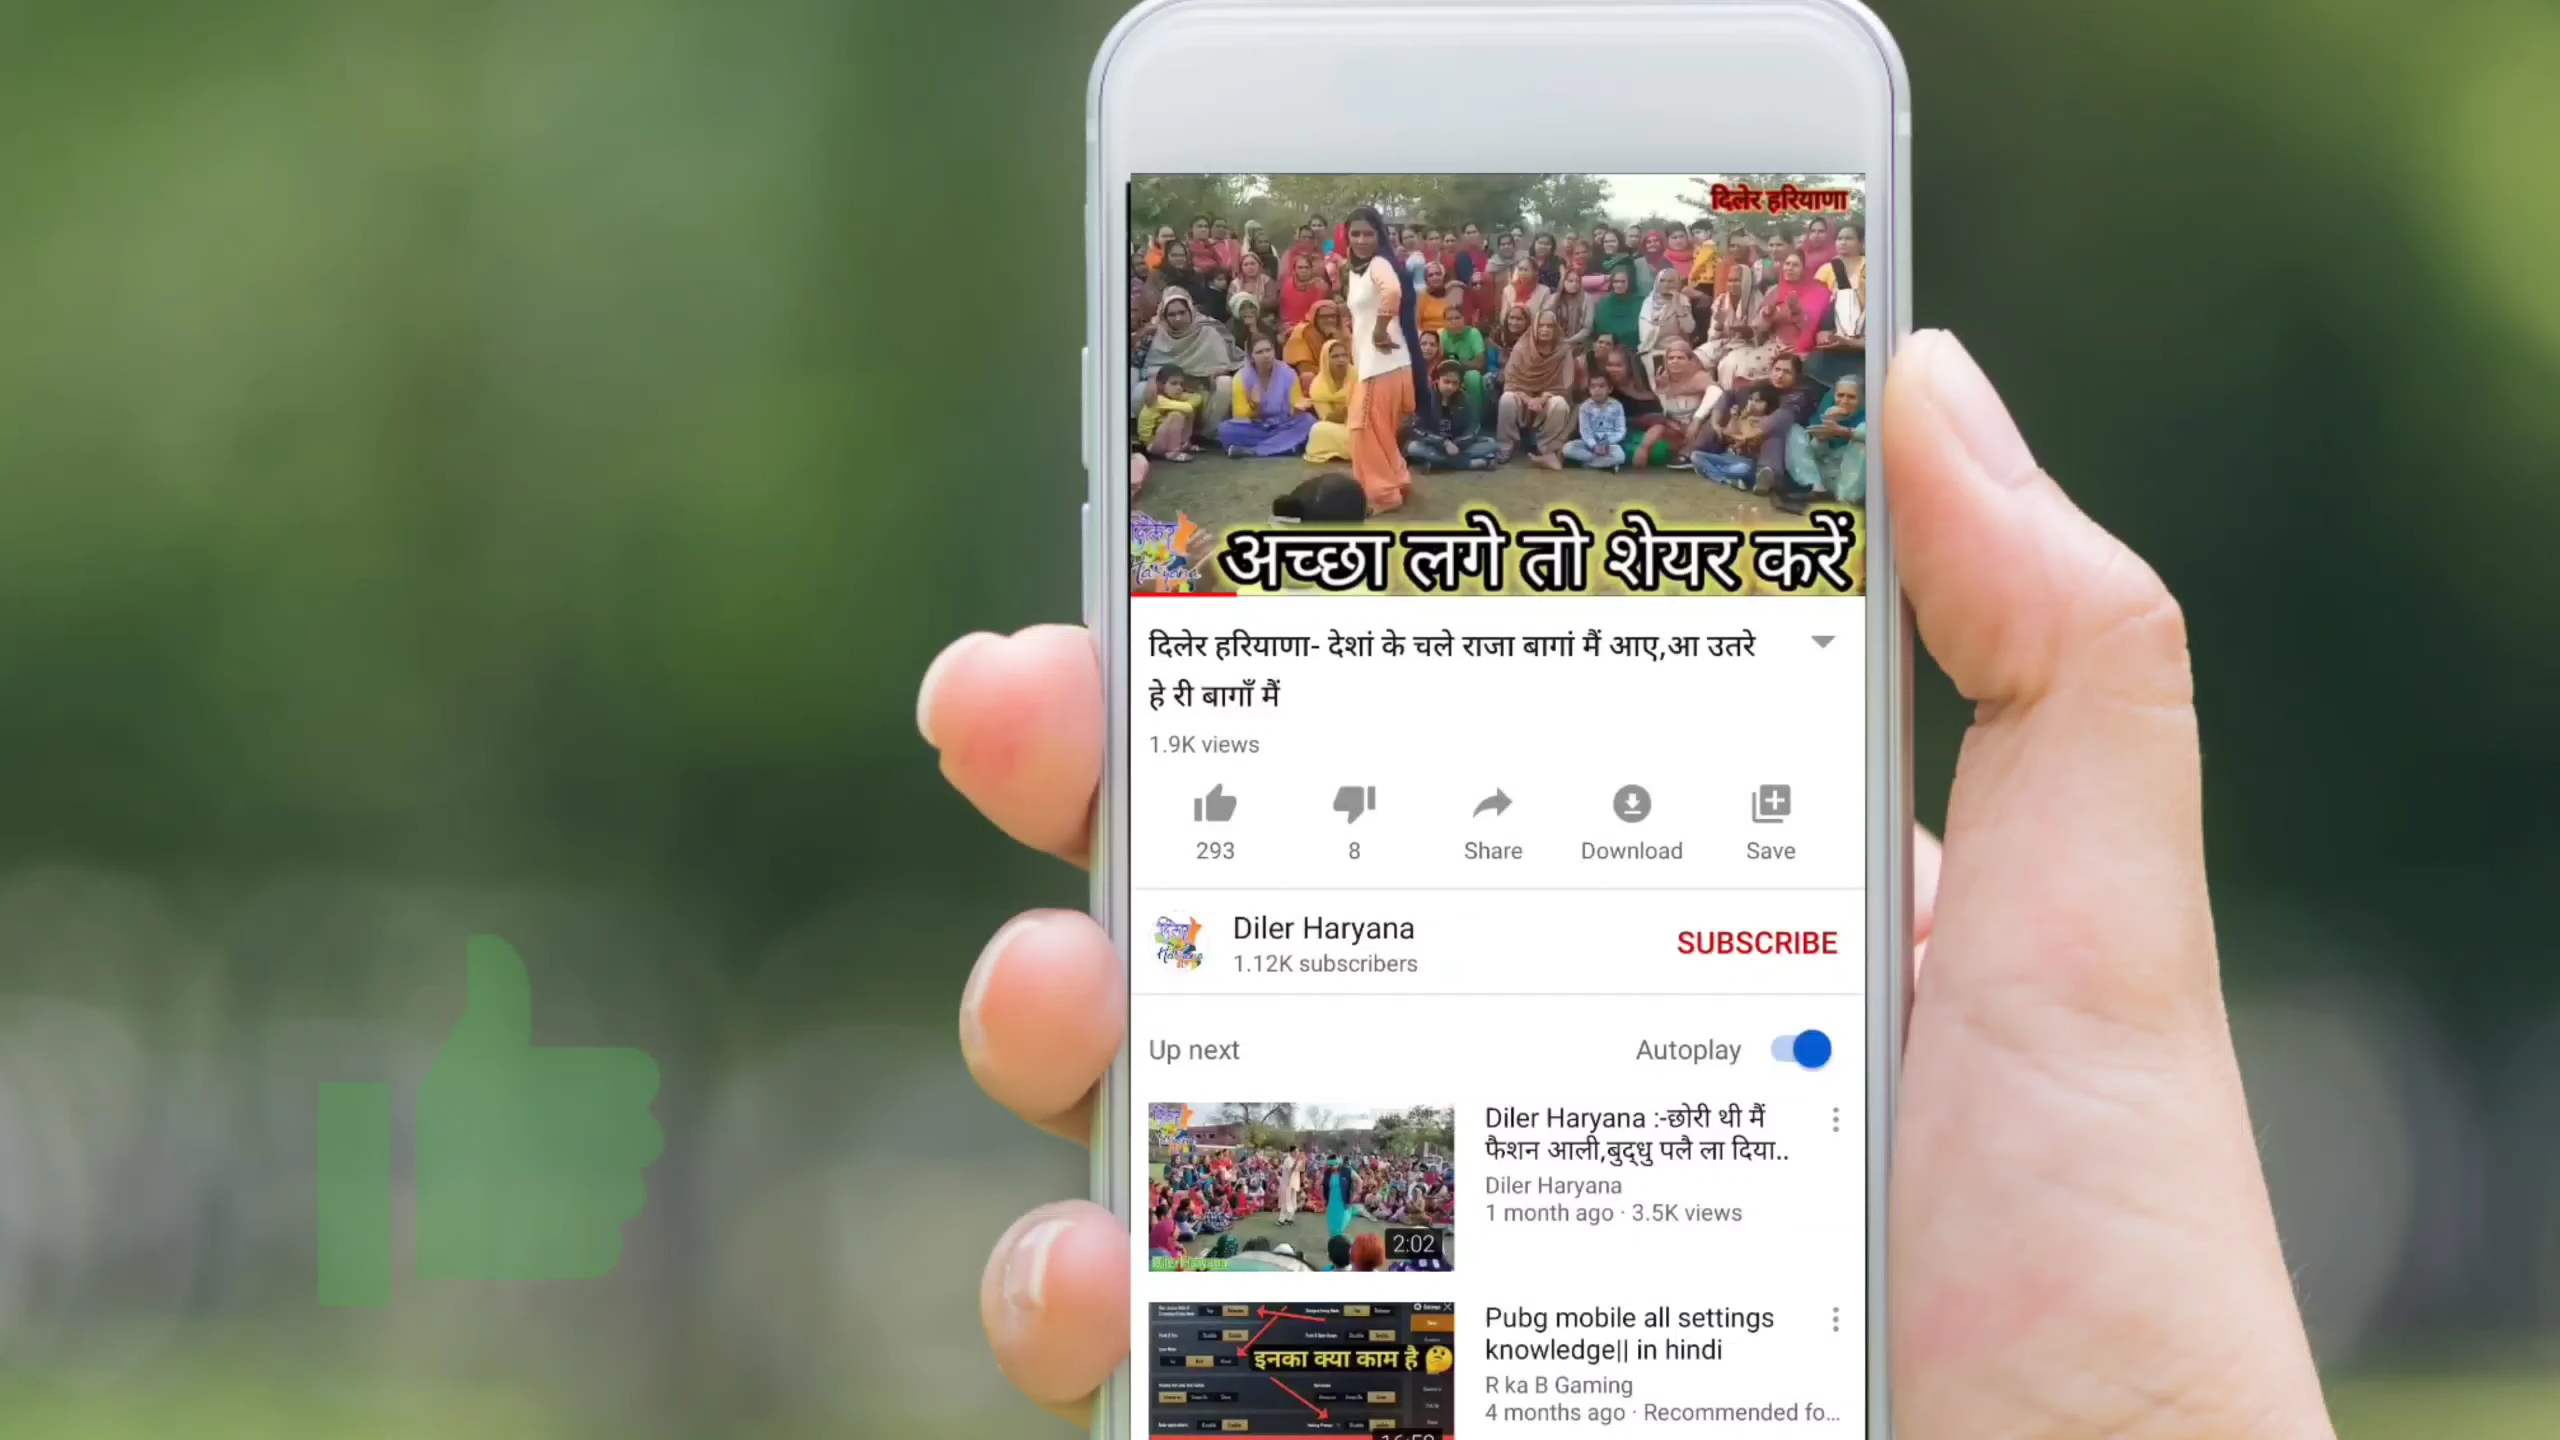 दिलेर हरियाणा
अच्छा लगे तो शेयर करें
दिलेर हरियाणा- देशां के चले राजा बागां मैं आए,आ उतरे
हे री बागाँ मैं
1.9K views
293
8
Share
Download
Save
Diler Haryana
1.12K subscribers
SUBSCRIBE
Up next
Autoplay
Diler Haryana :-छोरी थी मैं
फैशन आली,बुद्धु पलै ला दिया..
Diler Haryana
1 month ago · 3.5K views
2:02
Diler Haryana
Pubg mobile all settings
knowledge|| in hindi
R ka B Gaming
4 months ago · Recommended fo...
इनका क्या काम है